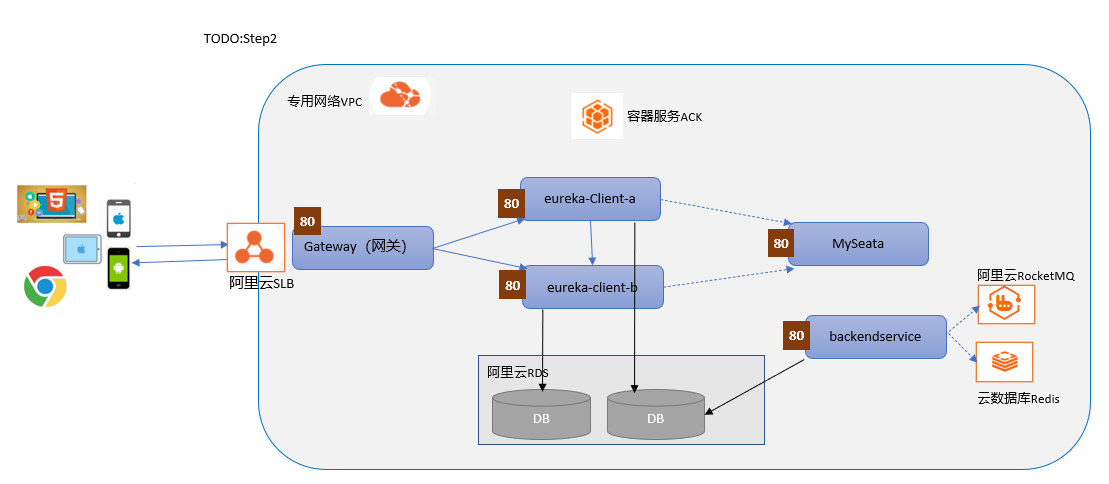 TODO:Step2
专用网络VPC
容器服务ACK
80
eureka-Client-a
80
Gateway（网关）
80
MySeata
阿里云SLB
80
eureka-client-b
阿里云RocketMQ
80
backendservice
阿里云RDS
云数据库Redis
DB
DB
5